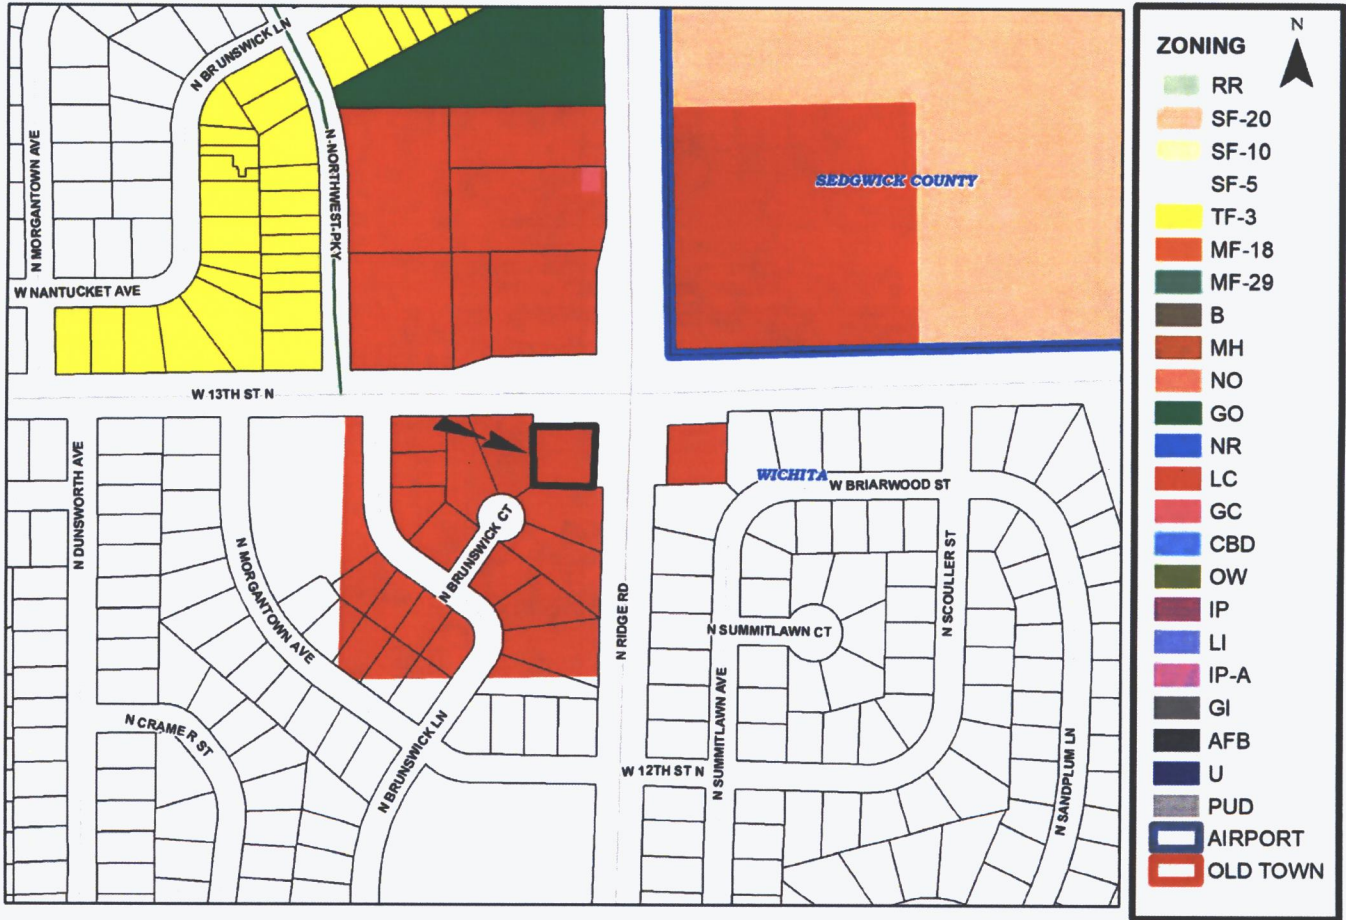 N BRUNSWICK LN
N MORGANTOWN AVE
N NORTHWEST PKY
W NANTUCKET AVE
SEDGWICK COUNTY
W 13TH ST N
N DUNSWORTH AVE
N MORGANTOWN AVE
N BRUNSWICK CT
N RIDGE RD
WICHITA
W BRIARWOOD ST
N SCOULLER ST
N SUMMITLAWN CT
N SUMMITLAWN AVE
N CRAMER ST
N BRUNSWICK LN
W 12TH ST N
N SANDPLUM LN
N
ZONING
RR
SF-20
SF-10
SF-5
TF-3
MF-18
MF-29
B
MH
NO
GO
NR
LC
GC
CBD
OW
IP
LI
IP-A
GI
AFB
U
PUD
AIRPORT
OLD TOWN